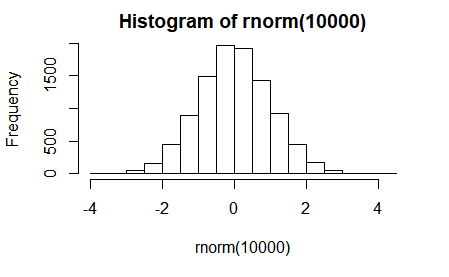 Histogram of rnorm(10000)
Frequency
1500
500
0
-4 -2 0 2 4
rnorm(10000)